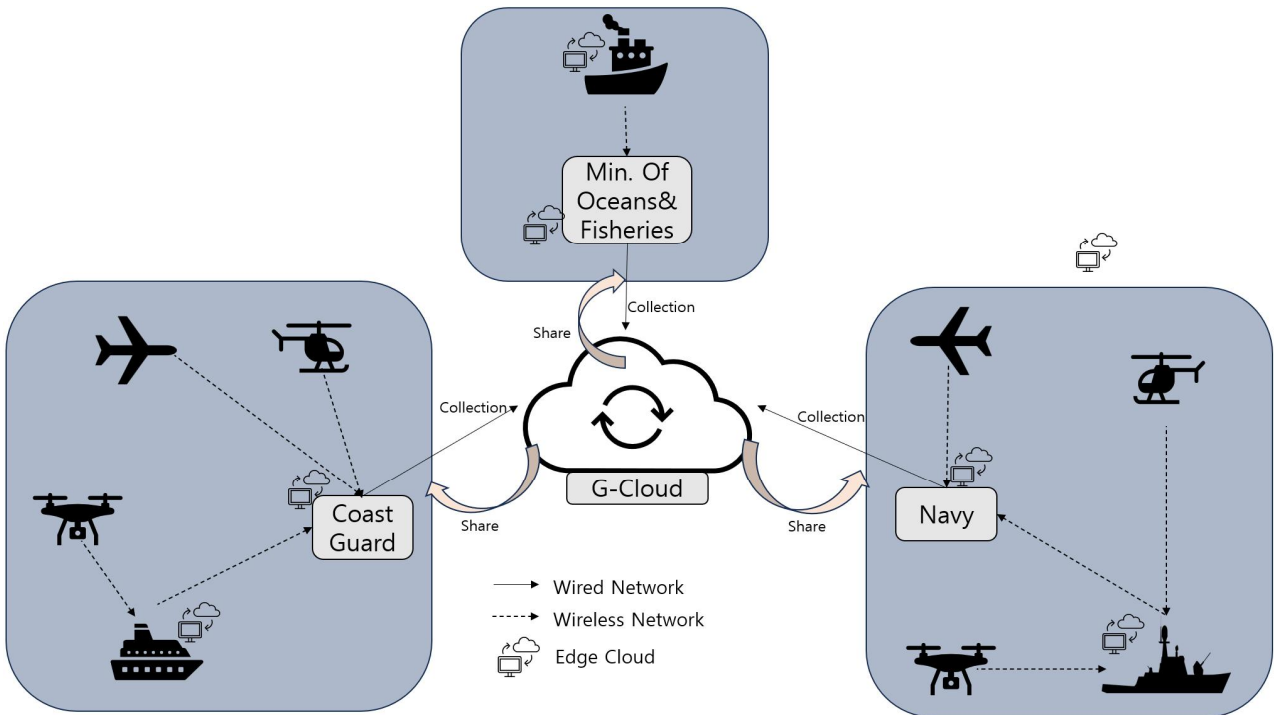 Min. Of
Oceans&
Fisheries
Collection
Share
Collection
Collection
G-Cloud
Coast
Guard
Navy
Share
Share
Wired Network
Wireless Network
Edge Cloud